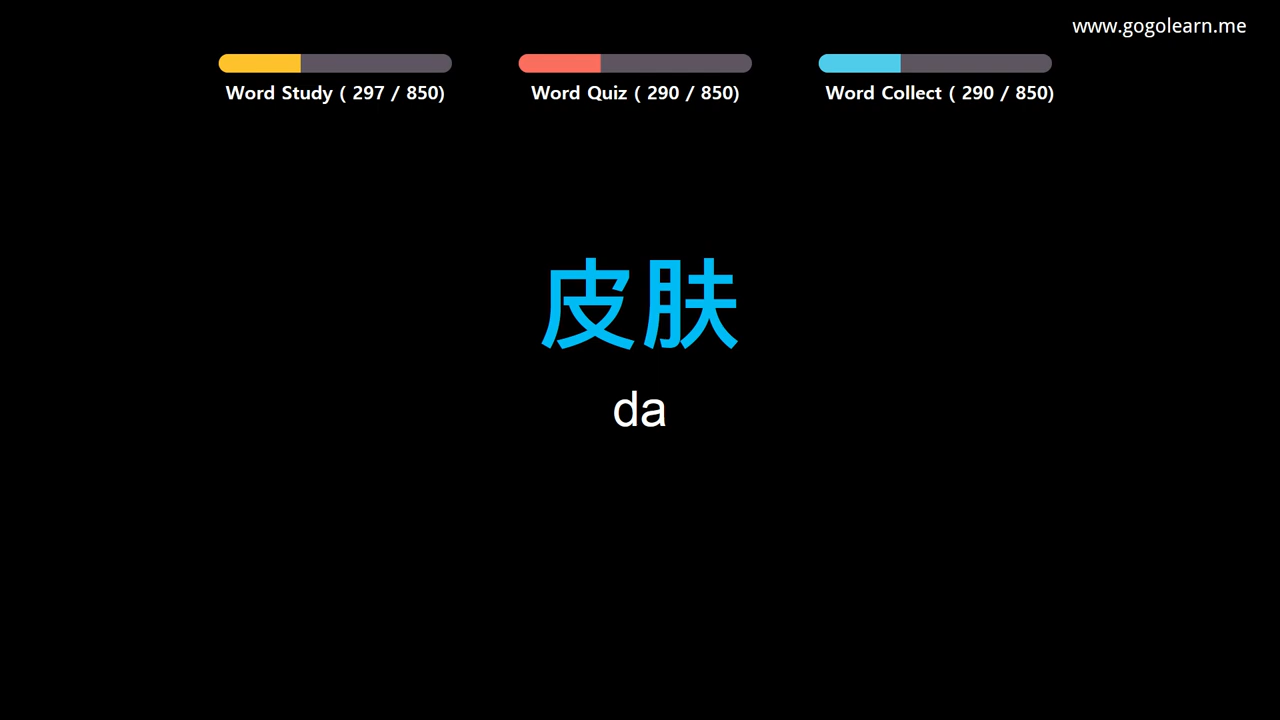 www.gogolearn.me
Word Study ( 297 / 850)
Word Quiz ( 290 / 850)
Word Collect ( 290 / 850)
皮肤
da